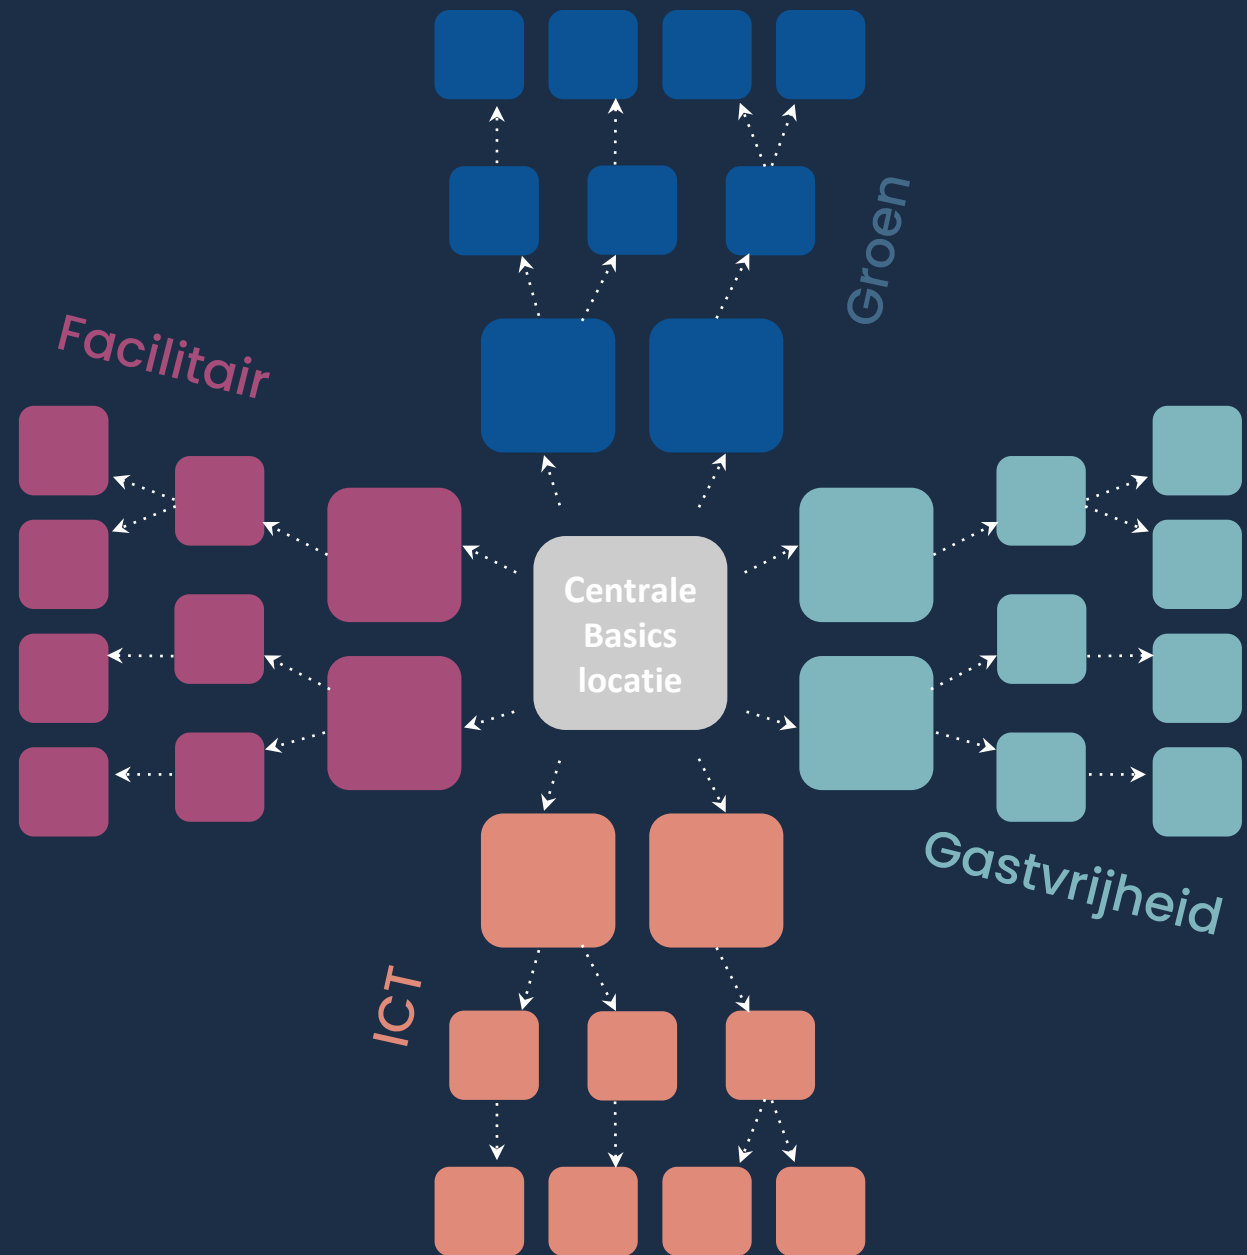 Groen
Facilitair
Centrale
Basics
locatie
Gastvrijheid
ICT